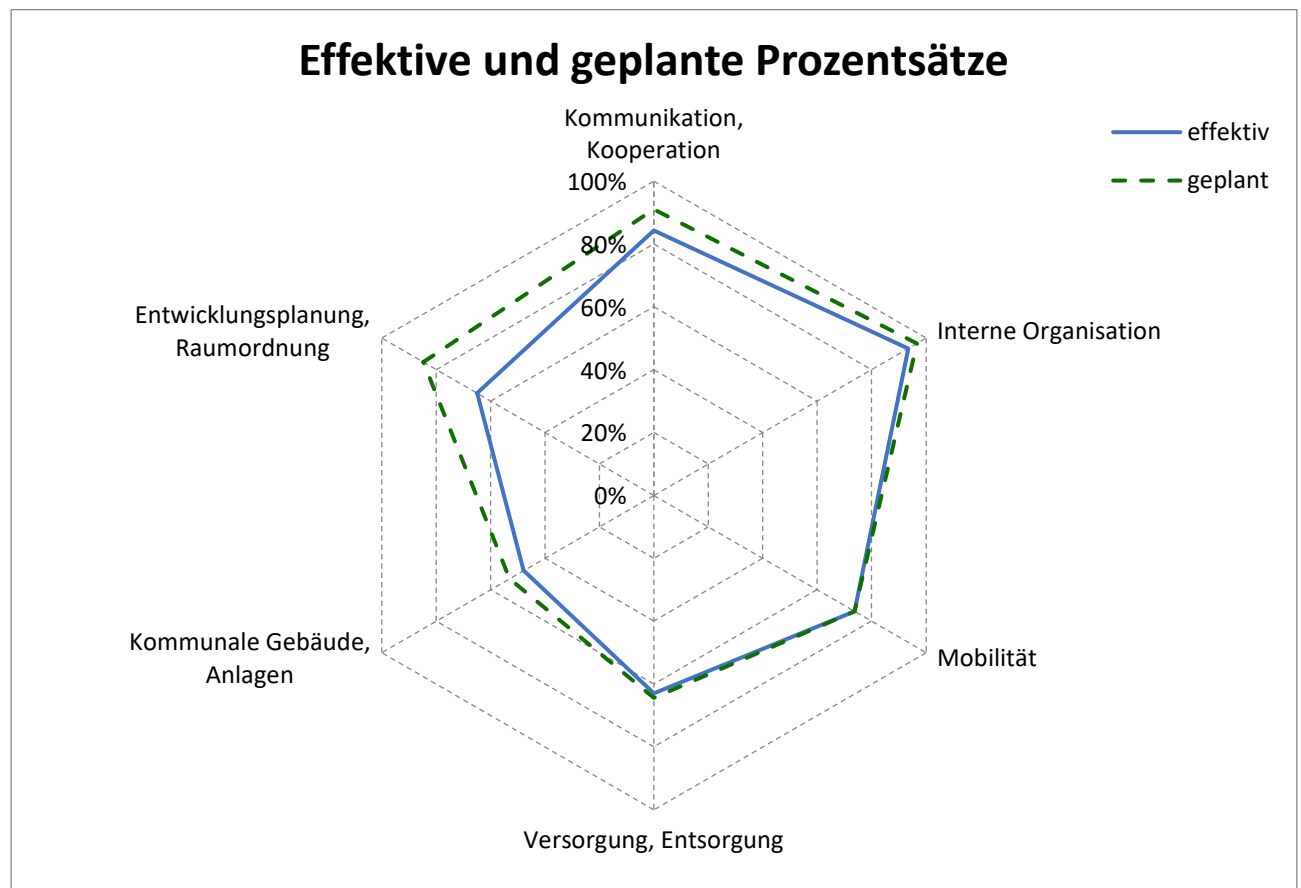 Effektive und geplante Prozentsätze
Kommunikation,
Kooperation
effektiv
geplant
100%
80%
60%
40%
20%
0%
Interne Organisation
Mobilität
Versorgung, Entsorgung
Kommunale Gebäude,
Anlagen
Entwicklungsplanung,
Raumordnung